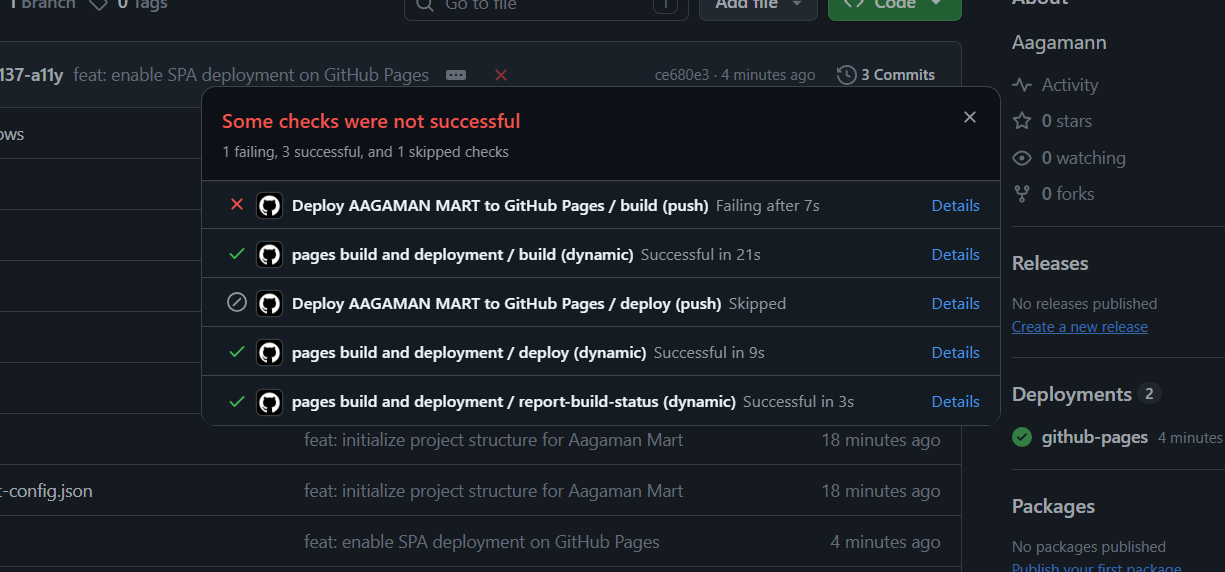 1 Branch 0 Tags
Go to file
Add file
Code
About
137-a11y feat: enable SPA deployment on GitHub Pages
ce680e3 · 4 minutes ago
3 Commits
ows
Some checks were not successful
1 failing, 3 successful, and 1 skipped checks
Deploy AAGAMAN MART to GitHub Pages / build (push) Failing after 7s Details
pages build and deployment / build (dynamic) Successful in 21s Details
Deploy AAGAMAN MART to GitHub Pages / deploy (push) Skipped Details
pages build and deployment / deploy (dynamic) Successful in 9s Details
pages build and deployment / report-build-status (dynamic) Successful in 3s Details
feat: initialize project structure for Aagaman Mart 18 minutes ago
t-config.json feat: initialize project structure for Aagaman Mart 18 minutes ago
feat: enable SPA deployment on GitHub Pages 4 minutes ago
Aagamann
Activity
0 stars
0 watching
0 forks
Releases
No releases published
Create a new release
Deployments 2
github-pages 4 minutes
Packages
No packages published
Publish your first package